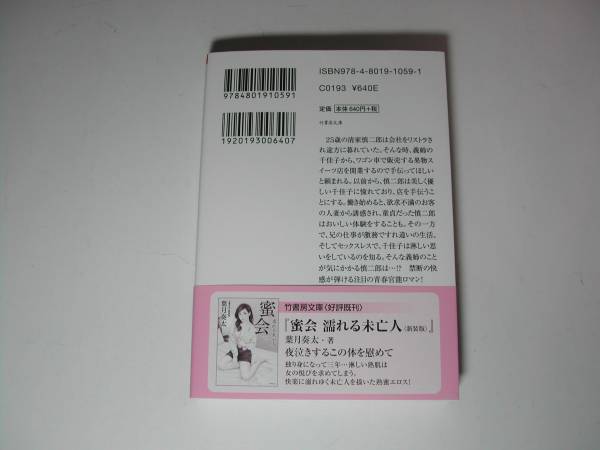 ISBN978-4-8019-1059-1
C0193 ¥640E
9784801910591
定価 本体640円+税
竹書房文庫
1920193006407
25歳の清家慎二郎は会社をリストラさ
れ途方に暮れていた。そんな時、義姉の
千佳子から、ワゴン車で販売する果物ス
イーツ店を開業するので手伝ってほしい
と頼まれる。以前から、慎二郎は美しく優
しい千佳子に憧れており、店を手伝うこ
とにする。働き始めると、欲求不満のお客
の人妻から誘惑され、童貞だった慎二郎
はおいしい体験をすることも。その一方
で、兄の仕事が激務ですれ違いの生活、
そしてセックスレスで、千佳子は淋しい思
いをしているのを知る。そんな義姉のこと
が気にかかる慎二郎は…!? 禁断の快感
が弾ける注目の青春官能ロマン!
竹書房文庫〈好評既刊〉
『蜜会 濡れる未亡人〈新装版〉』
葉月奏太・著
夜泣きするこの体を慰めて
独り身になって三年…淋しい熟肌は
女の悦びを求めてしまう。
快楽に濡れゆく未亡人を描いた熟蜜エロス!
蜜会
葉月奏太